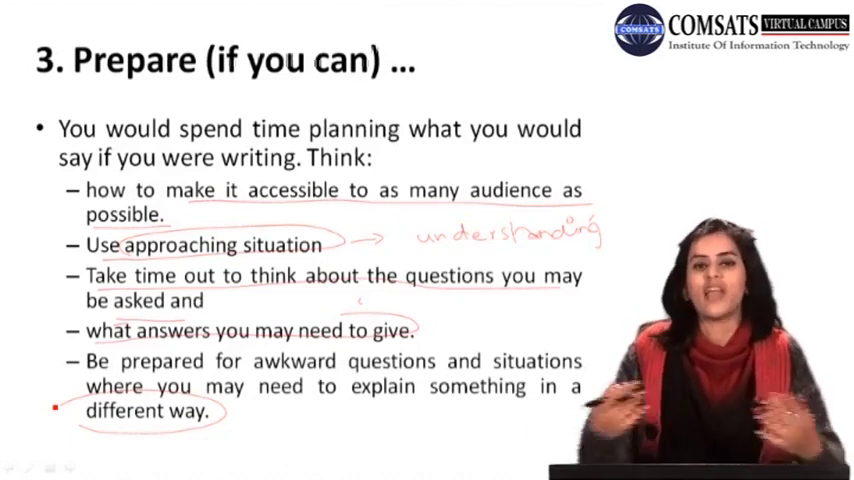 COMSATS VIRTUAL CAMPUS
COMSATS
Institute Of Information Technology
3. Prepare (if you can) ...
• You would spend time planning what you would
say if you were writing. Think:
– how to make it accessible to as many audience as
possible.
– Use approaching situation → understanding
– Take time out to think about the questions you may
be asked and
– what answers you may need to give.
– Be prepared for awkward questions and situations
where you may need to explain something in a
different way.